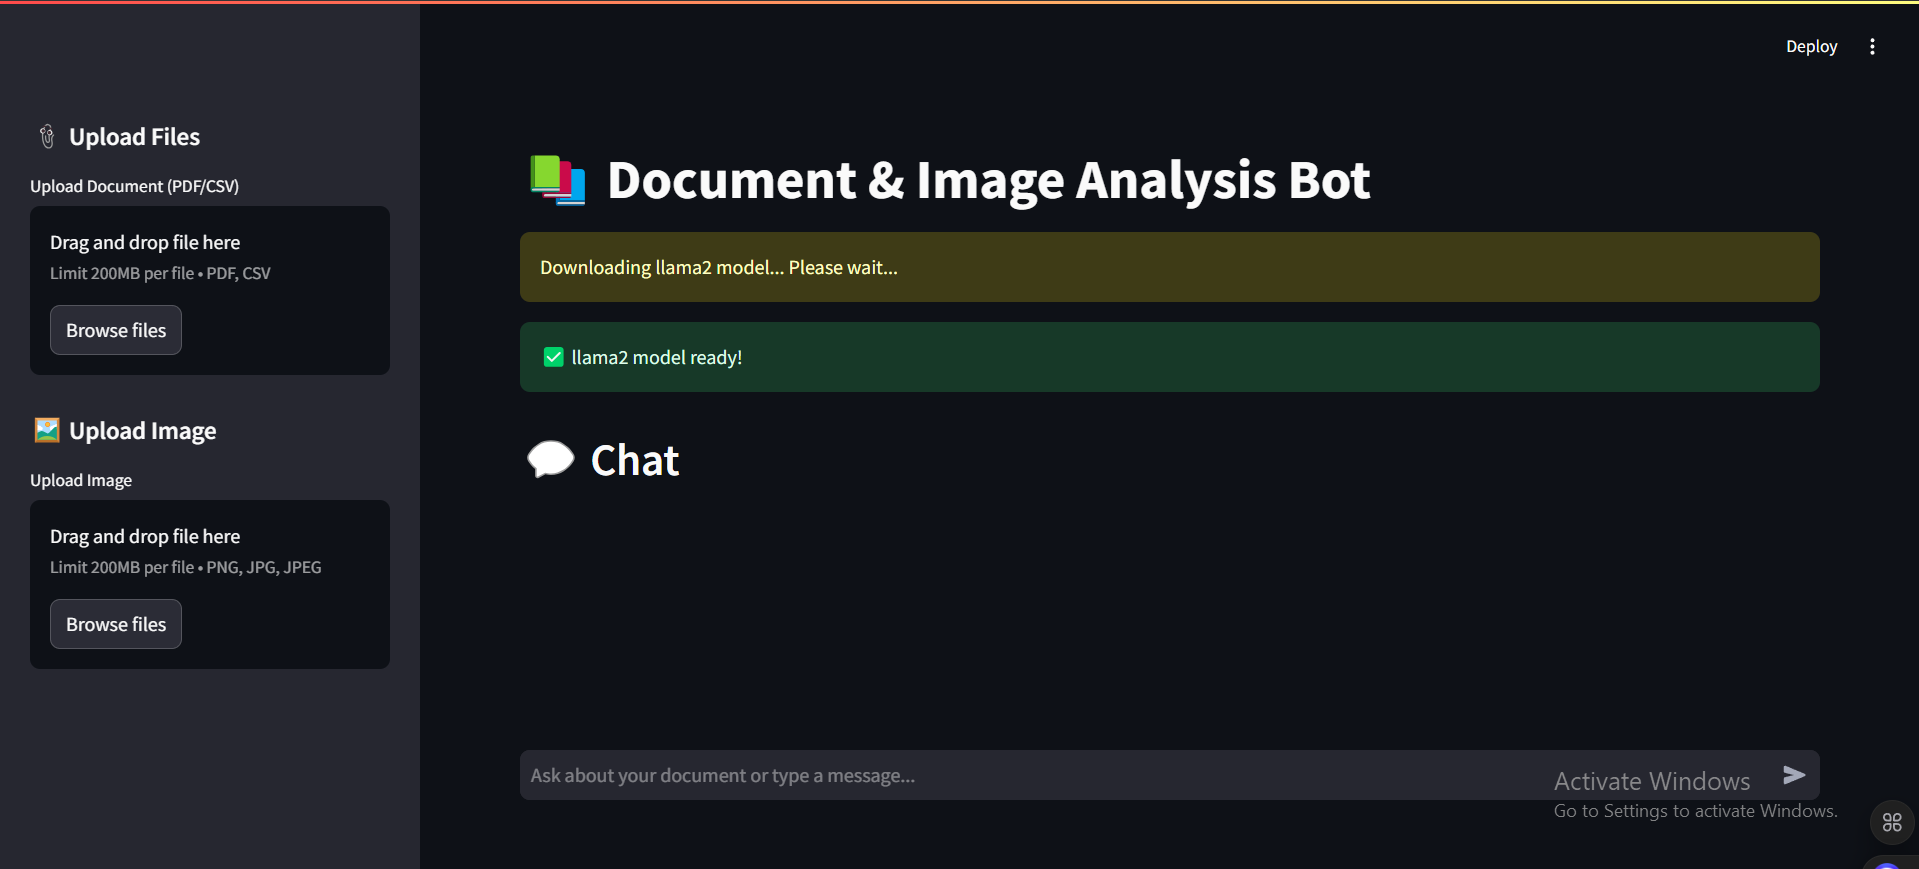 Deploy
Upload Files
Upload Document (PDF/CSV)
Drag and drop file here
Limit 200MB per file • PDF, CSV
Browse files
Upload Image
Upload Image
Drag and drop file here
Limit 200MB per file • PNG, JPG, JPEG
Browse files
Document & Image Analysis Bot
Downloading llama2 model... Please wait...
llama2 model ready!
Chat
Ask about your document or type a message...
Activate Windows
Go to Settings to activate Windows.